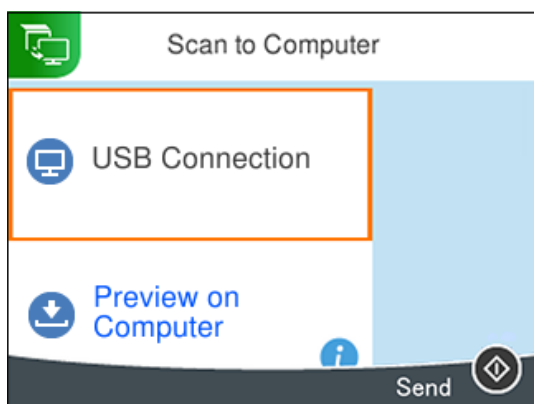 Scan to Computer
USB Connection
Preview on
Computer
i
Send